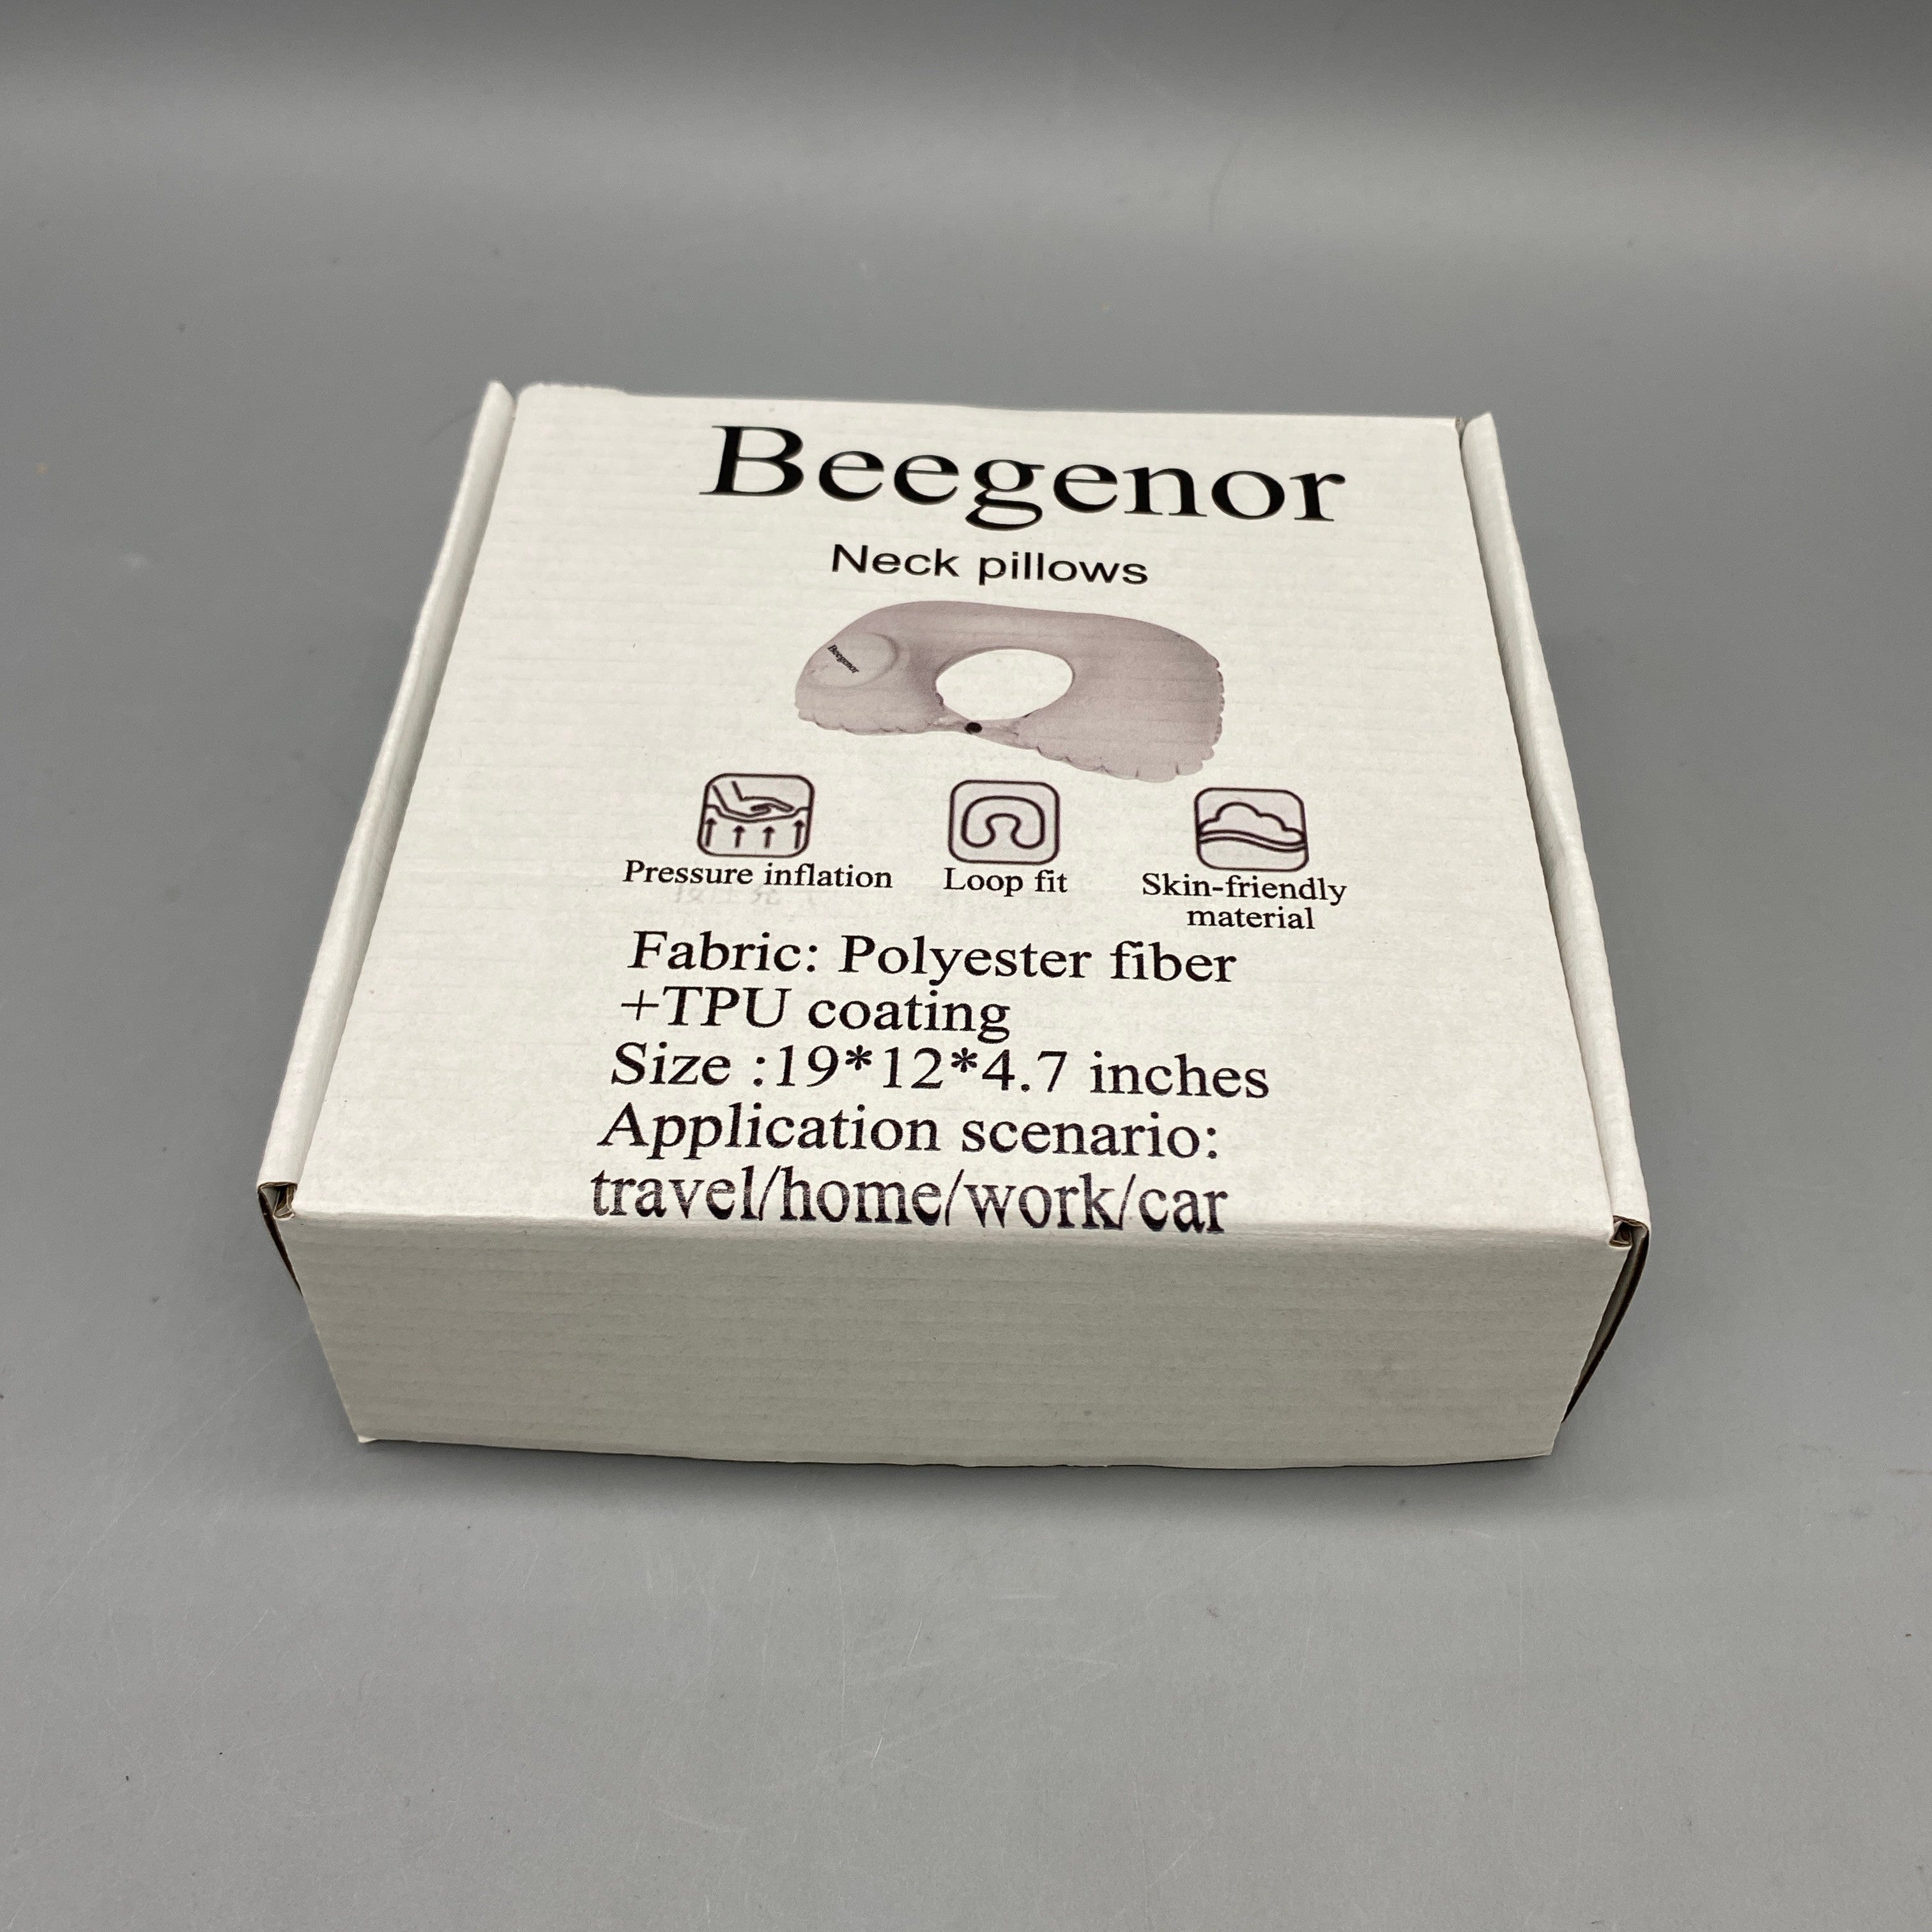 Beegenor
Neck pillows
Beegenor
Pressure inflation
Loop fit
Skin-friendly
material
Fabric: Polyester fiber
+TPU coating
Size :19*12*4.7 inches
Application scenario:
travel/home/work/car